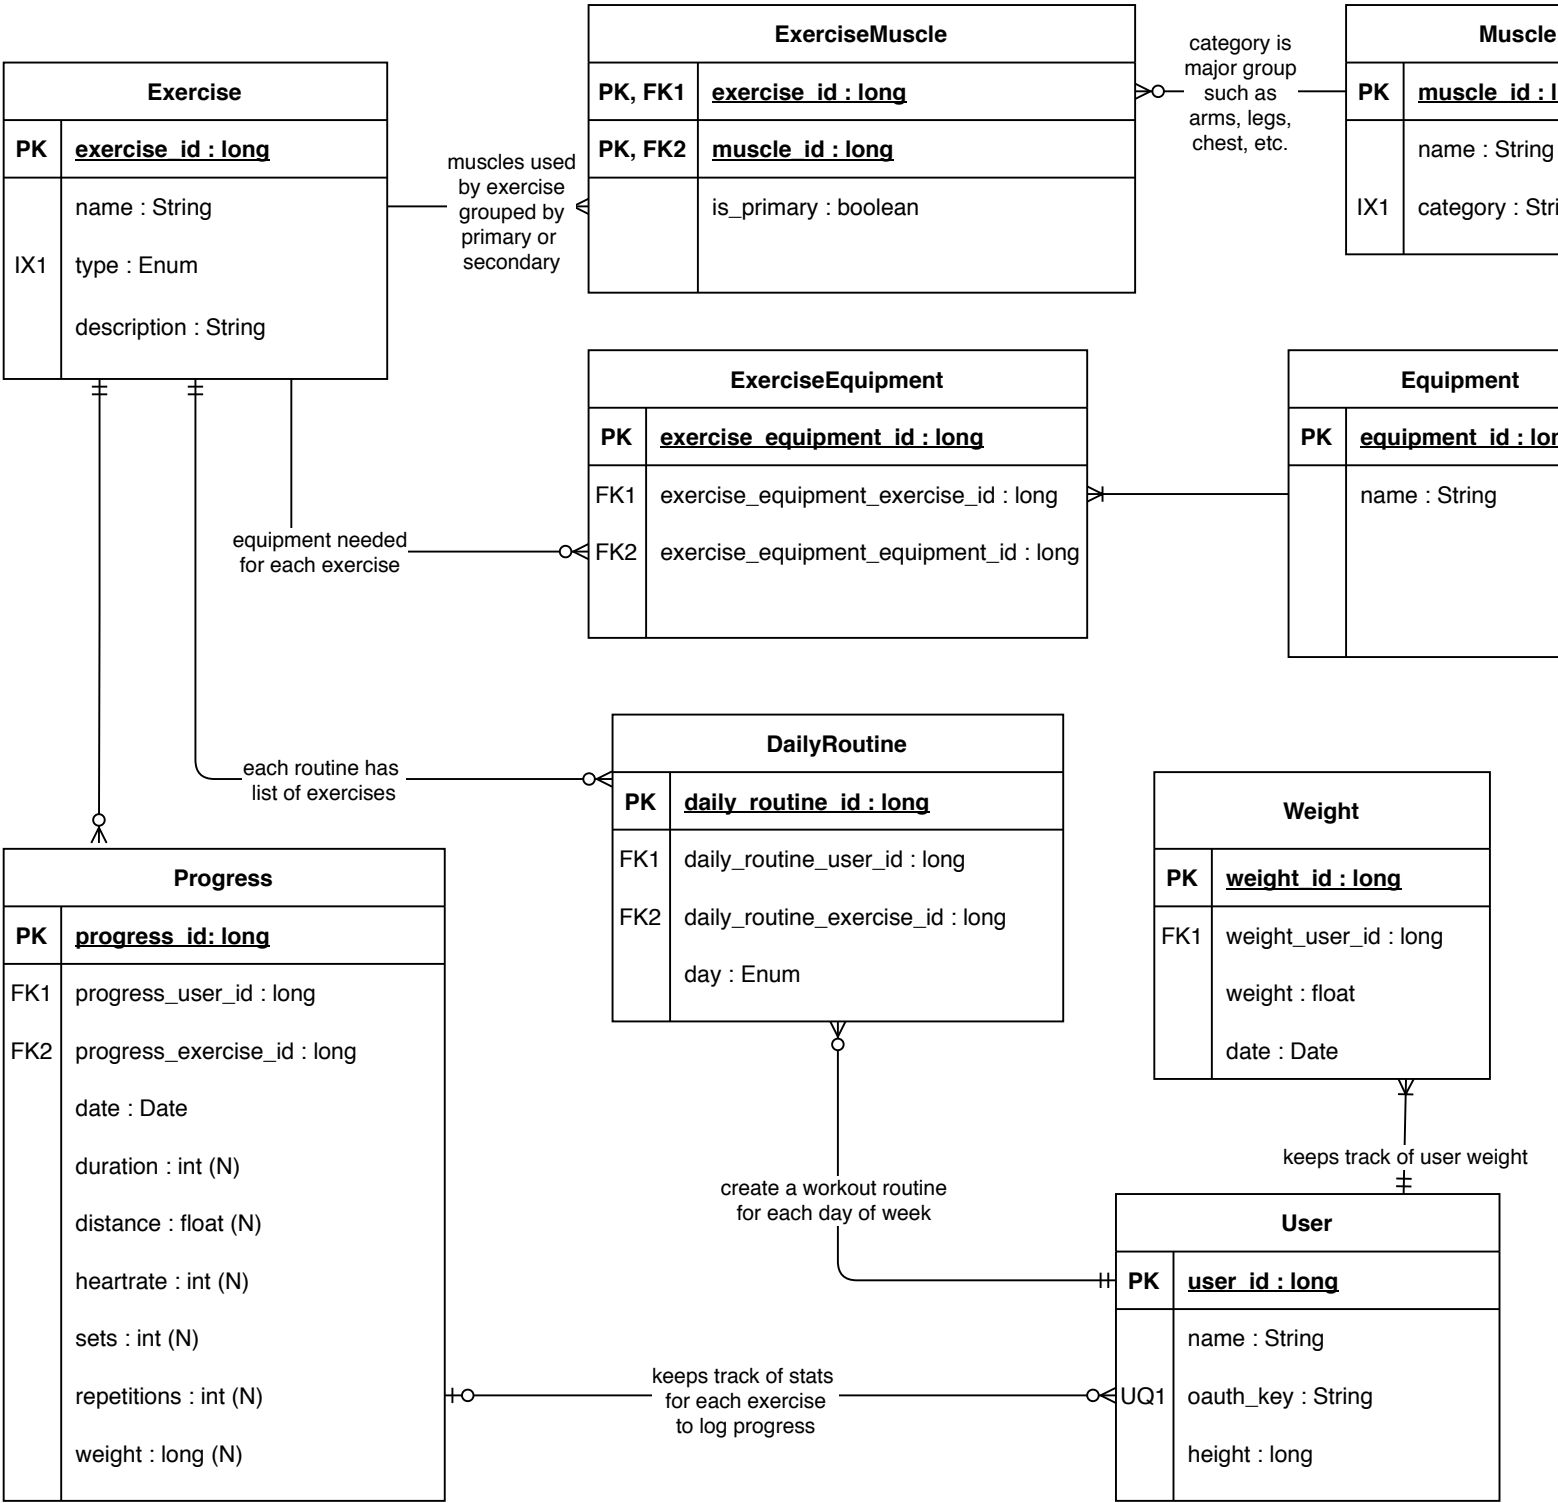 Exercise
PK exercise_id : long
name : String
IX1 type : Enum
description : String
muscles used
by exercise
grouped by
primary or
secondary
ExerciseMuscle
PK, FK1 exercise_id : long
PK, FK2 muscle_id : long
is_primary : boolean
category is
major group
such as
arms, legs,
chest, etc.
Muscle
PK muscle_id : l
name : String
IX1 category : Stri
ExerciseEquipment
PK exercise_equipment_id : long
FK1 exercise_equipment_exercise_id : long
FK2 exercise_equipment_equipment_id : long
Equipment
PK equipment_id : lon
name : String
equipment needed
for each exercise
each routine has
list of exercises
DailyRoutine
PK daily_routine_id : long
FK1 daily_routine_user_id : long
FK2 daily_routine_exercise_id : long
day : Enum
Weight
PK weight_id : long
FK1 weight_user_id : long
weight : float
date : Date
Progress
PK progress_id: long
FK1 progress_user_id : long
FK2 progress_exercise_id : long
date : Date
duration : int (N)
distance : float (N)
heartrate : int (N)
sets : int (N)
repetitions : int (N)
weight : long (N)
create a workout routine
for each day of week
keeps track of user weight
keeps track of stats
for each exercise
to log progress
User
PK user_id : long
name : String
UQ1 oauth_key : String
height : long